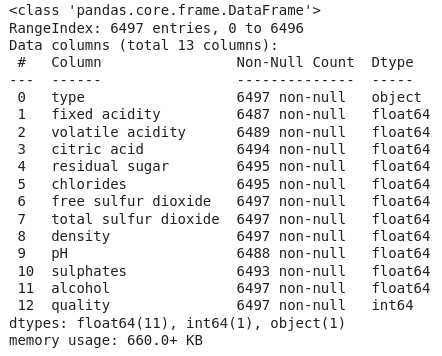 <class 'pandas.core.frame.DataFrame'>
RangeIndex: 6497 entries, 0 to 6496
Data columns (total 13 columns):
 #   Column                Non-Null Count  Dtype
---  ------                --------------  -----
 0   type                  6497 non-null   object
 1   fixed acidity         6487 non-null   float64
 2   volatile acidity      6489 non-null   float64
 3   citric acid           6494 non-null   float64
 4   residual sugar        6495 non-null   float64
 5   chlorides             6495 non-null   float64
 6   free sulfur dioxide   6497 non-null   float64
 7   total sulfur dioxide  6497 non-null   float64
 8   density               6497 non-null   float64
 9   pH                    6488 non-null   float64
 10  sulphates             6493 non-null   float64
 11  alcohol               6497 non-null   float64
 12  quality               6497 non-null   int64
dtypes: float64(11), int64(1), object(1)
memory usage: 660.0+ KB